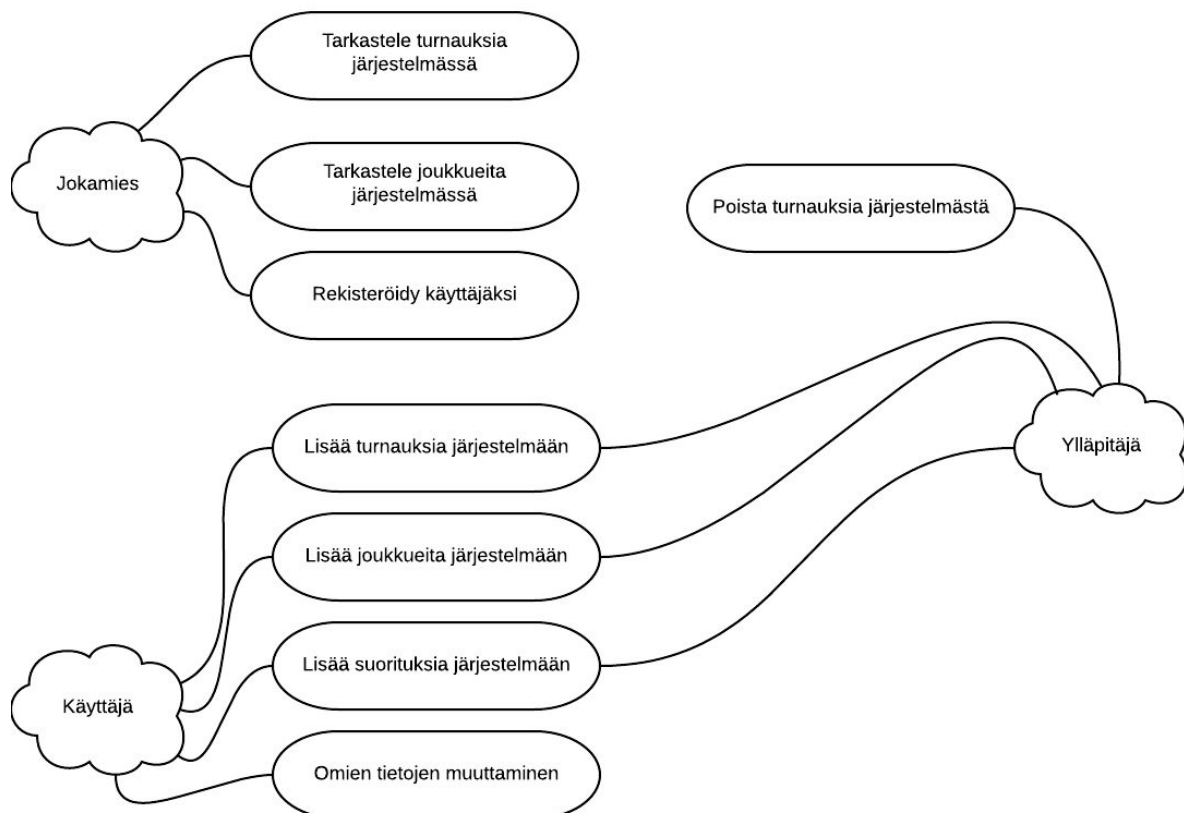 Tarkastele turnauksia
järjestelmässä
Jokamies
Tarkastele joukkueita
järjestelmässä
Poista turnauksia järjestelmästä
Rekisteröidy käyttäjäksi
Lisää turnauksia järjestelmään
Ylläpitäjä
Lisää joukkueita järjestelmään
Lisää suorituksia järjestelmään
Käyttäjä
Omien tietojen muuttaminen